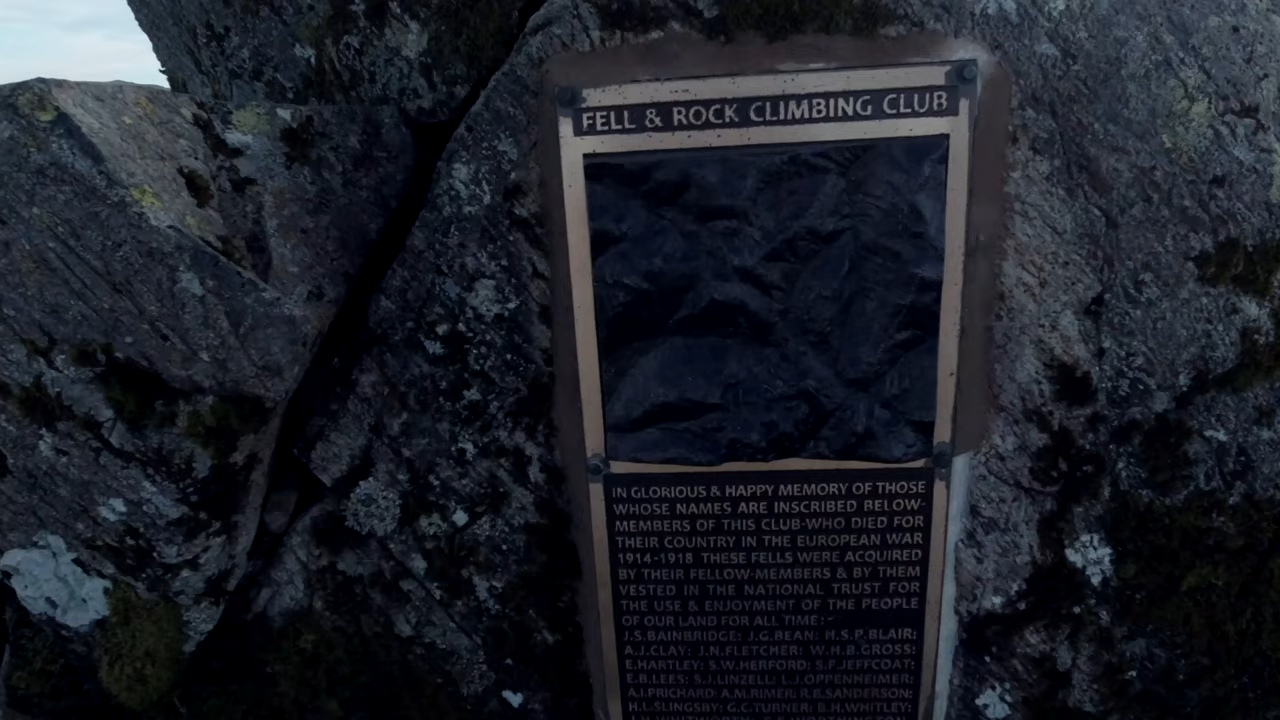 FELL & ROCK CLIMBING CLUB
IN GLORIOUS & HAPPY MEMORY OF THOSE
WHOSE NAMES ARE INSCRIBED BELOW-
MEMBERS OF THIS CLUB-WHO DIED FOR
THEIR COUNTRY IN THE EUROPEAN WAR
1914-1918 THESE FELLS WERE ACQUIRED
BY THEIR FELLOW-MEMBERS & BY THEM
VESTED IN THE NATIONAL TRUST FOR
THE USE & ENJOYMENT OF THE PEOPLE
OF OUR LAND FOR ALL TIME:-
J.S.BAINBRIDGE: J.G.BEAN: H.S.P.BLAIR:
A.J.CLAY: J.N.FLETCHER: W.H.B.GROSS:
E.HARTLEY: S.W.HERFORD: S.F.JEFFCOAT:
E.B.LEES: S.J.LINZELL: L.J.OPPENHEIMER:
A.J.PRICHARD: A.M.RIMER: R.B.SANDERSON:
H.L.SLINGSBY: G.C.TURNER: B.H.WHITLEY: